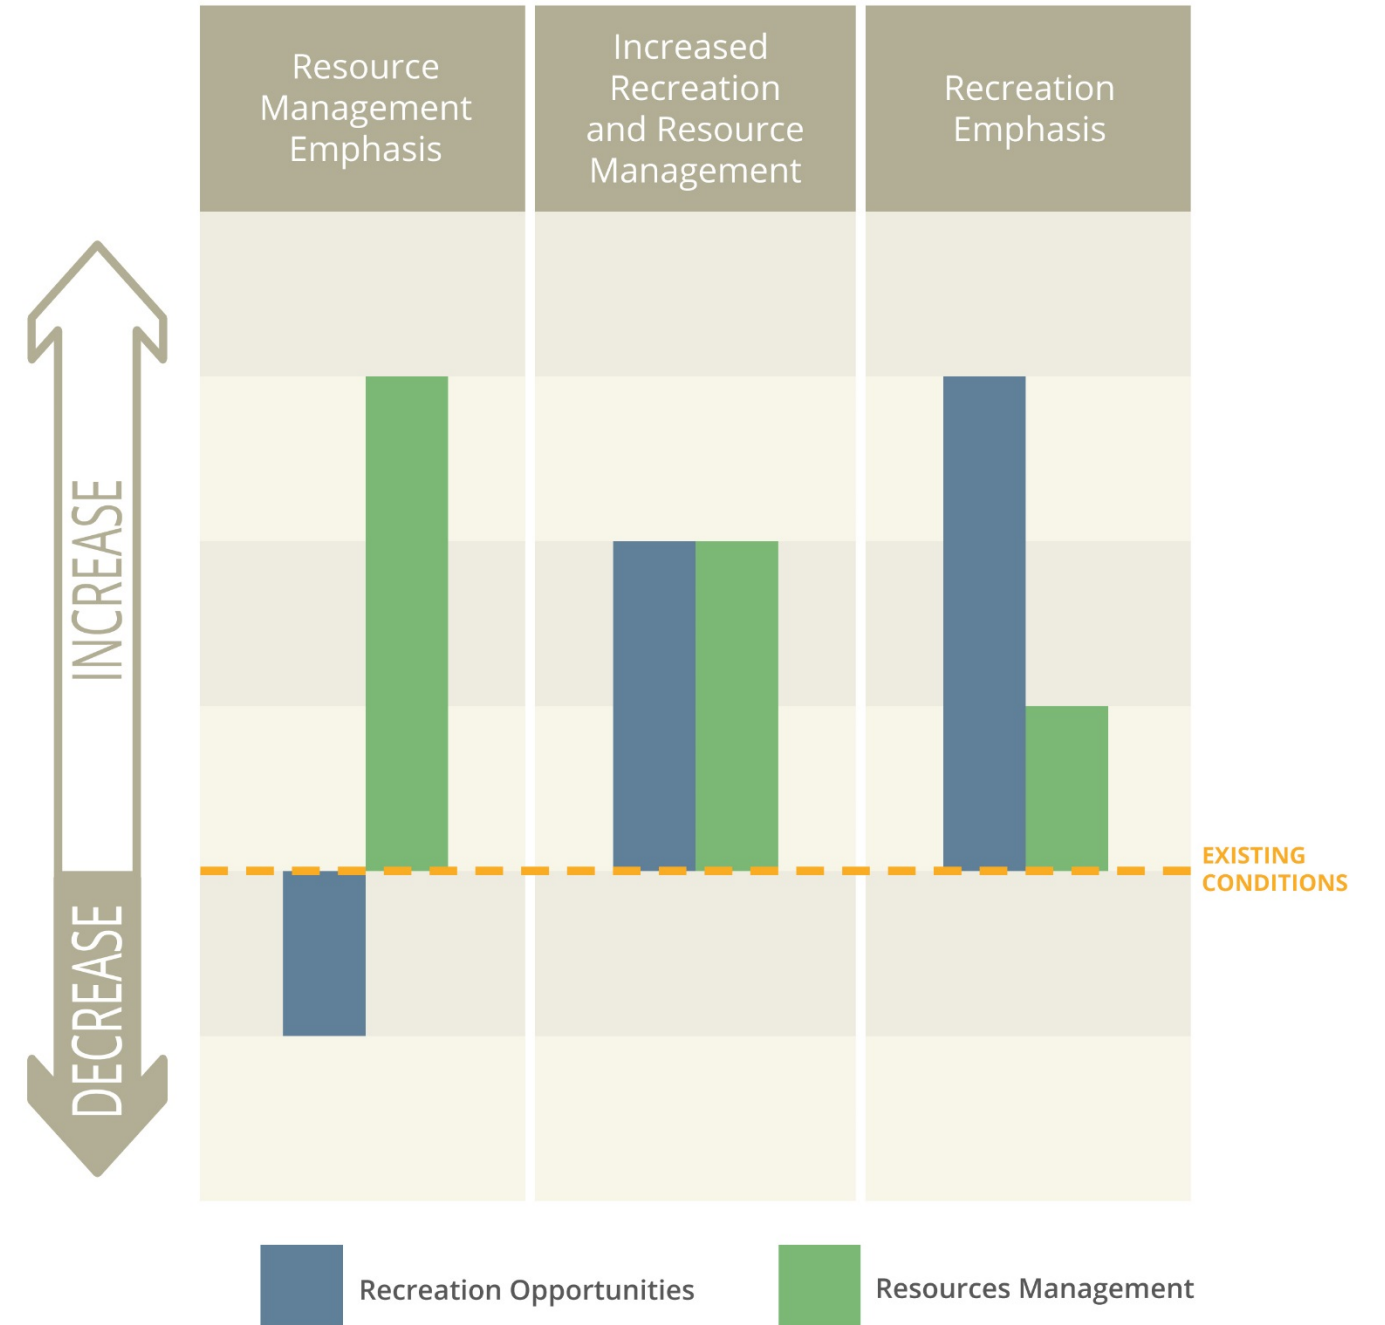 Resource
Management
Emphasis
Increased
Recreation
and Resource
Management
Recreation
Emphasis
INCREASE
DECREASE
EXISTING
CONDITIONS
Recreation Opportunities
Resources Management